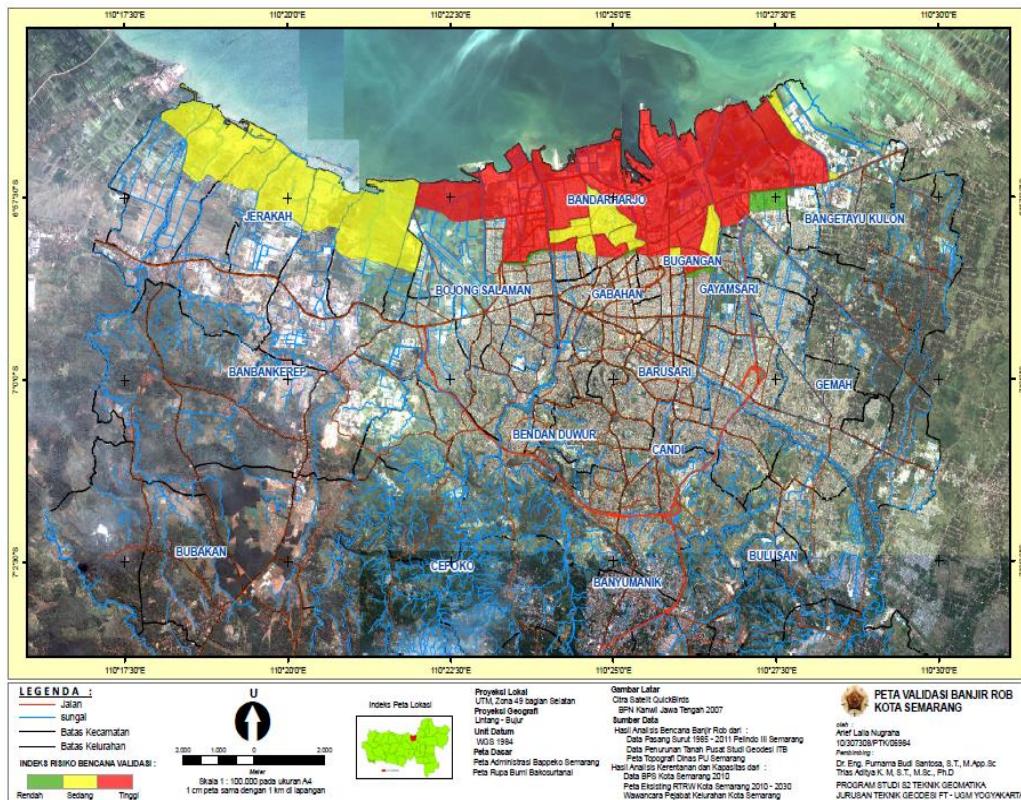 110°17'30"E 110°20'0"E 110°22'30"E 110°25'0"E 110°27'30"E 110°30'0"E
6°57'30"S
7°0'0"S
7°2'30"S
JERAKAH
BANDARHARJO
BANGETAYU KULON
BUGANGAN
BOJONG SALAMAN
GABAHAN
GAYAMSARI
BANBANKEREP
BARUSARI
GEMAH
BENDAN DUWUR
CANDI
BUBAKAN
CEPOKO
BANYUMANIK
BULUSAN
110°17'30"E 110°20'0"E 110°22'30"E 110°25'0"E 110°27'30"E 110°30'0"E
LEGENDA :
Jalan
sungai
Batas Kecamatan
Batas Kelurahan
INDEKS RISIKO BENCANA VALIDASI :
Rendah Sedang Tinggi
U
2.000 1.000 0 2.000
Meter
Skala 1 : 100.000 pada ukuran A4
1 cm peta sama dengan 1 km di lapangan
Indeks Peta Lokasi
Proyeksi Lokal
UTM, Zona 49 bagian Selatan
Proyeksi Geografi
Lintang - Bujur
Unit Datum
WGS 1984
Peta Dasar
Peta Administrasi Bappeko Semarang
Peta Rupa Bumi Bakosurtanal
Gambar Latar
Citra Satelit QuickBirds
BPN Kanwil Jawa Tengah 2007
Sumber Data
Hasil Analisis Bencana Banjir Rob dari :
Data Pasang Surut 1985 - 2011 Pelindo III Semarang
Data Penurunan Tanah Pusat Studi Geodesi ITB
Peta Topografi Dinas PU Semarang
Hasil Analisis Kerentanan dan Kapasitas dari :
Data BPS Kota Semarang 2010
Peta Eksisting RTRW Kota Semarang 2010 - 2030
Wawancara Pejabat Kelurahan Kota Semarang
PETA VALIDASI BANJIR ROB
KOTA SEMARANG
oleh :
Arief Laila Nugraha
Pembimbing :
Dr. Eng. Purnama Budi Santosa, S.T., M.App.Sc
Trias Aditya K. M, S.T., M.Sc., Ph.D
PROGRAM STUDI S2 TEKNIK GEOMATIKA
JURUSAN TEKNIK GEODESI FT - UGM YOGYAKARTA